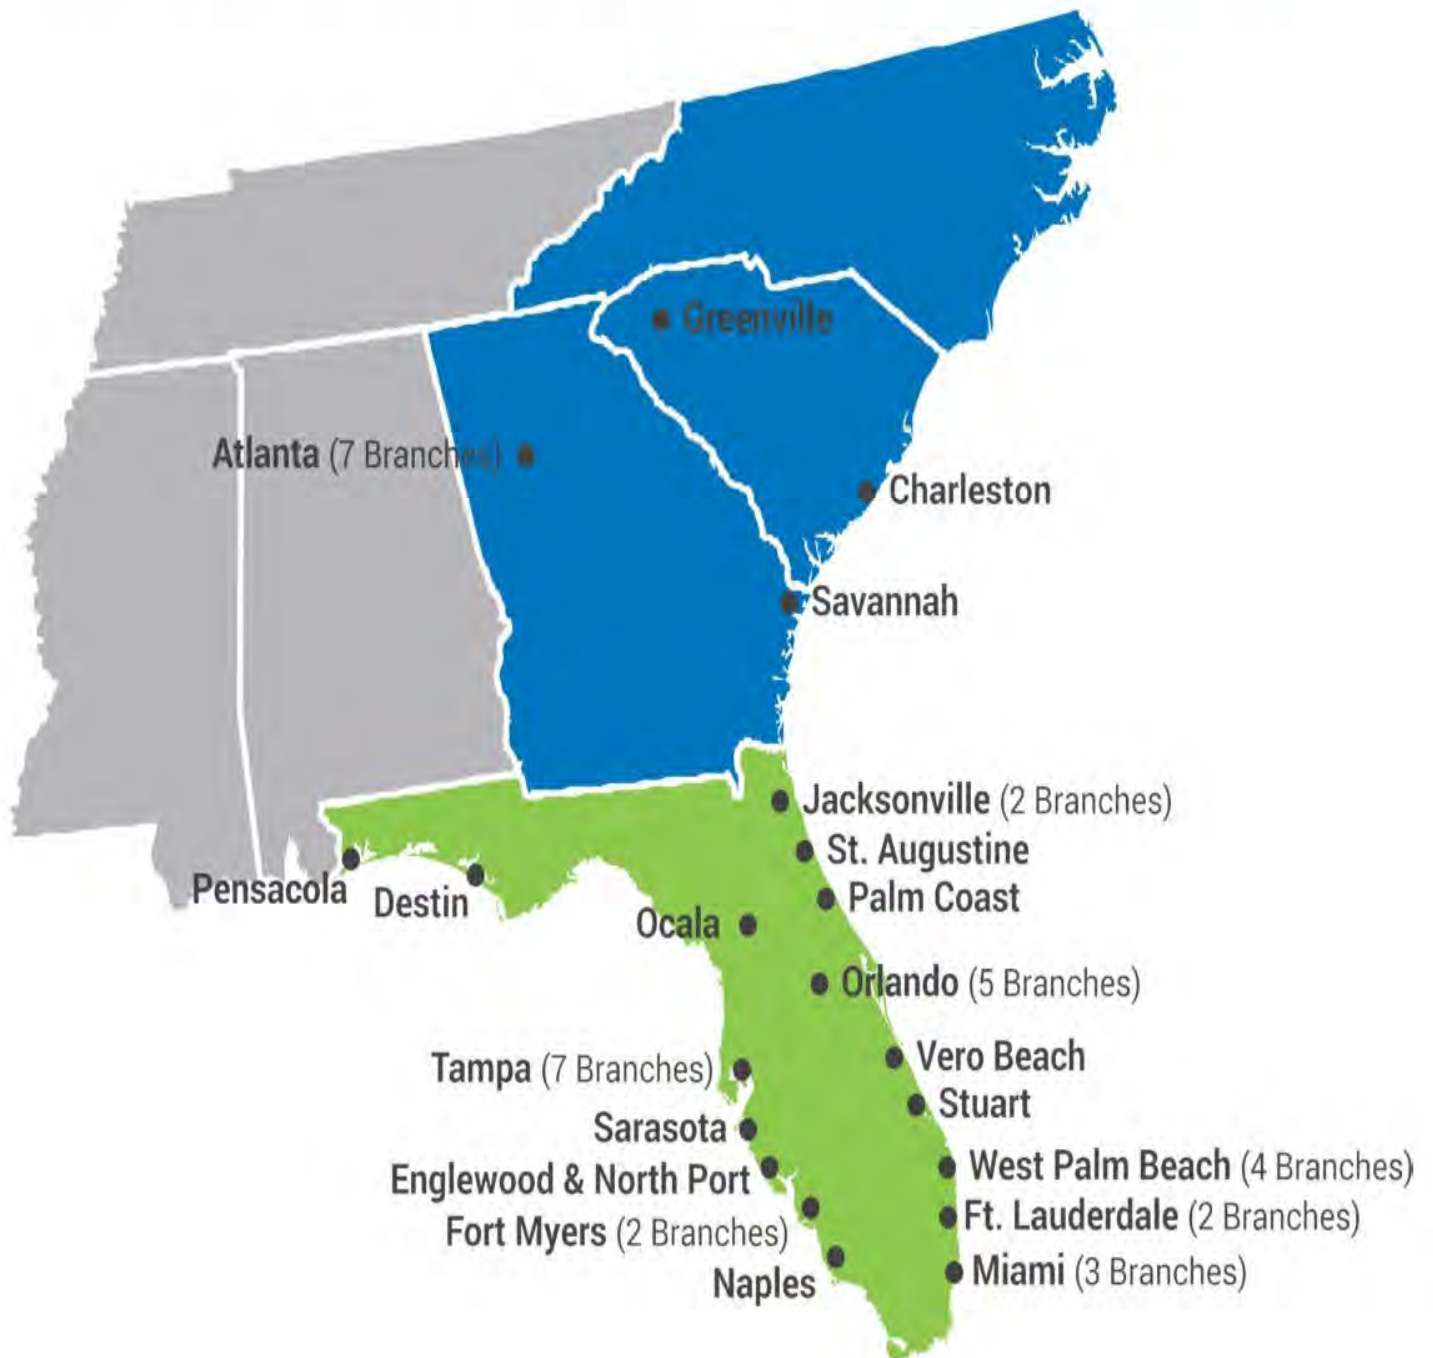 Greenville
Atlanta (7 Branches)
Charleston
Savannah
Jacksonville (2 Branches)
St. Augustine
Pensacola
Destin
Palm Coast
Ocala
Orlando (5 Branches)
Vero Beach
Tampa (7 Branches)
Stuart
Sarasota
West Palm Beach (4 Branches)
Englewood & North Port
Ft. Lauderdale (2 Branches)
Fort Myers (2 Branches)
Miami (3 Branches)
Naples